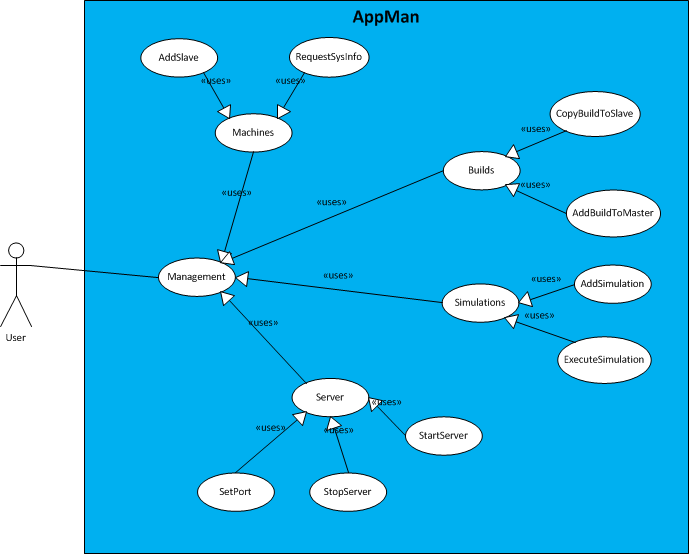 AppMan
AddSlave
RequestSysInfo
«uses»
«uses»
Machines
CopyBuildToSlave
«uses»
Builds
«uses»
«uses»
«uses»
AddBuildToMaster
Management
«uses»
«uses»
AddSimulation
Simulations
«uses»
«uses»
User
ExecuteSimulation
Server
«uses»
«uses»
«uses»
StartServer
SetPort
StopServer